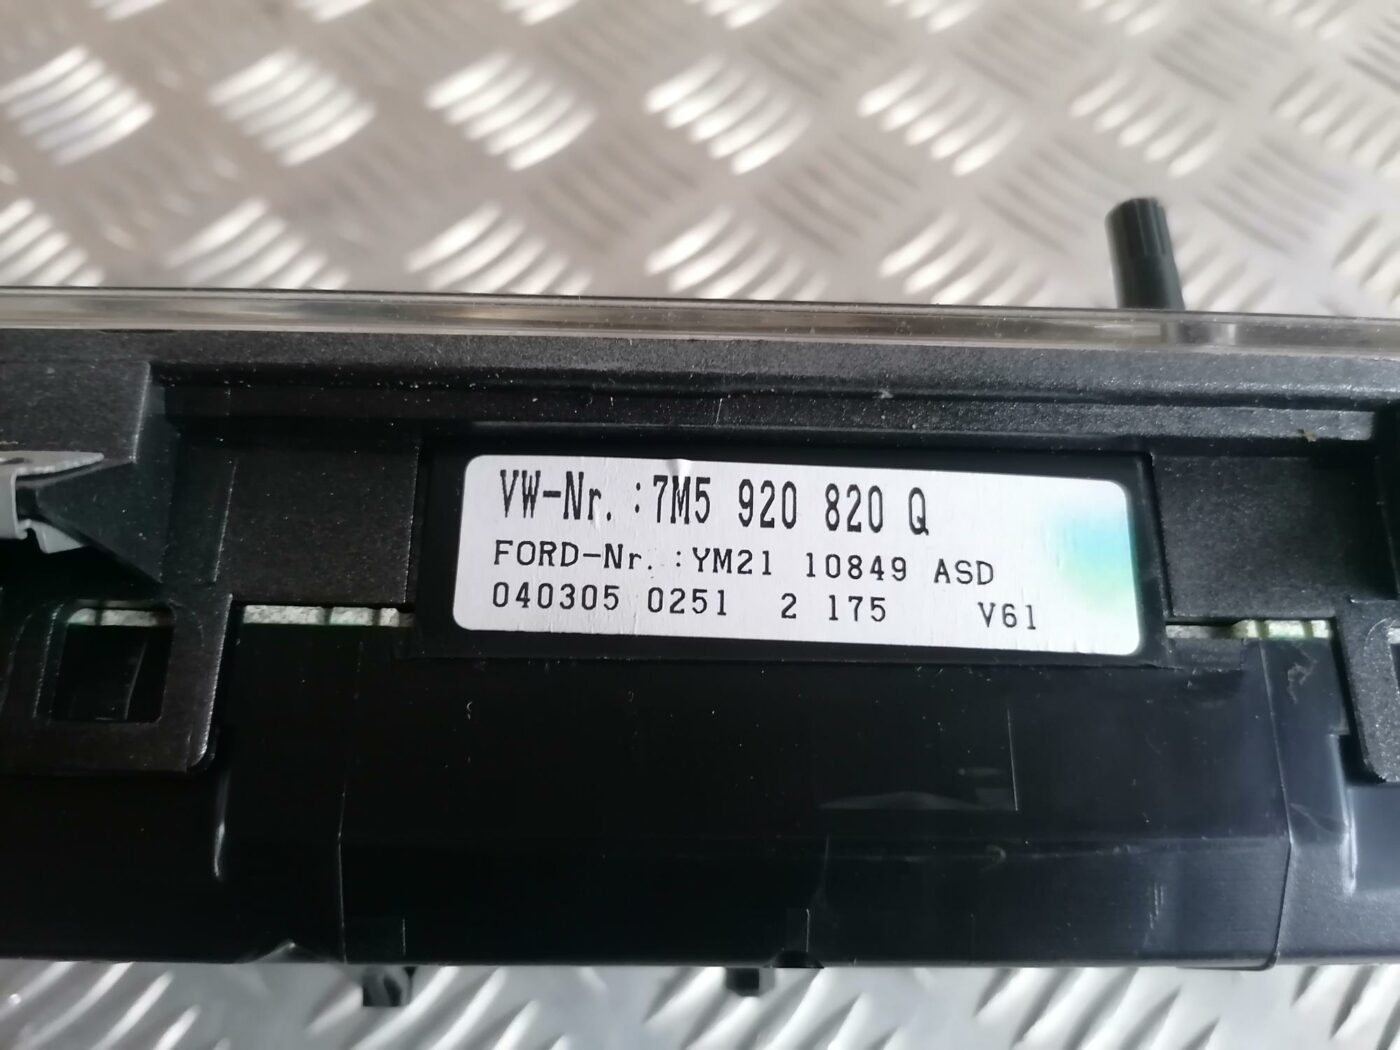 VW-Nr. :7M5 920 820 Q
FORD-Nr. :YM21 10849 ASD
040305 0251 2 175 V61